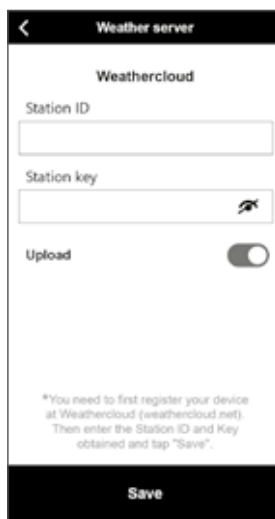 Weather server
Weathercloud
Station ID
Station key
Upload
*You need to first register your device
at Weathercloud (weathercloud.net).
Then enter the Station ID and Key
obtained and tap "Save".
Save